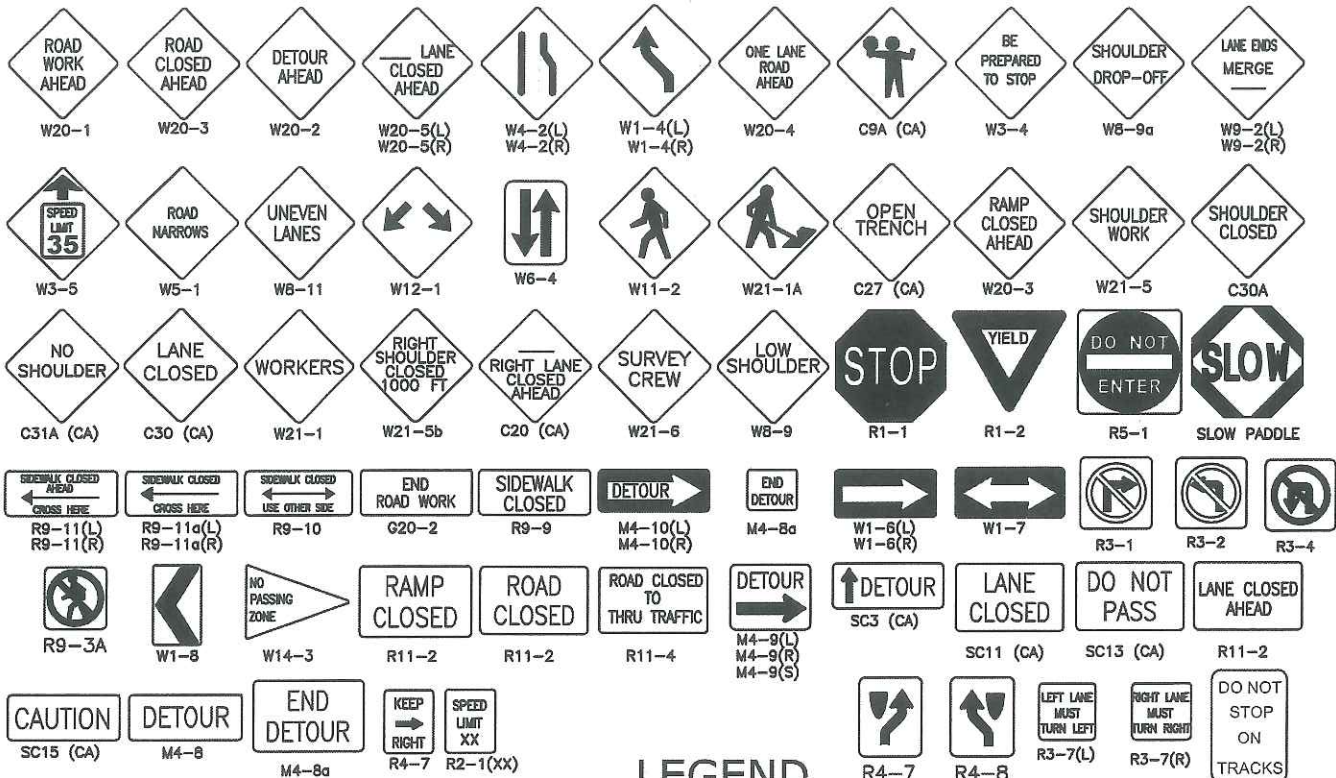 ROAD
WORK
AHEAD
W20-1
ROAD
CLOSED
AHEAD
W20-3
DETOUR
AHEAD
W20-2
___ LANE
CLOSED
AHEAD
W20-5(L)
W20-5(R)
W4-2(L)
W4-2(R)
W1-4(L)
W1-4(R)
ONE LANE
ROAD
AHEAD
W20-4
C9A (CA)
BE
PREPARED
TO STOP
W3-4
SHOULDER
DROP-OFF
W8-9a
LANE ENDS
MERGE
___
W9-2(L)
W9-2(R)
SPEED
LIMIT
35
W3-5
ROAD
NARROWS
W5-1
UNEVEN
LANES
W8-11
W12-1
W6-4
W11-2
W21-1A
OPEN
TRENCH
C27 (CA)
RAMP
CLOSED
AHEAD
W20-3
SHOULDER
WORK
W21-5
SHOULDER
CLOSED
C30A
NO
SHOULDER
C31A (CA)
LANE
CLOSED
C30 (CA)
WORKERS
W21-1
RIGHT
SHOULDER
CLOSED
1000 FT
W21-5b
___
RIGHT LANE
CLOSED
AHEAD
C20 (CA)
SURVEY
CREW
W21-6
LOW
SHOULDER
W8-9
STOP
R1-1
YIELD
R1-2
DO NOT
ENTER
R5-1
SLOW
SLOW PADDLE
SIDEWALK CLOSED
AHEAD
CROSS HERE
R9-11(L)
R9-11(R)
SIDEWALK CLOSED
CROSS HERE
R9-11a(L)
R9-11a(R)
SIDEWALK CLOSED
USE OTHER SIDE
R9-10
END
ROAD WORK
G20-2
SIDEWALK
CLOSED
R9-9
DETOUR
M4-10(L)
M4-10(R)
END
DETOUR
M4-8a
W1-6(L)
W1-6(R)
W1-7
R3-1
R3-2
R3-4
R9-3A
W1-8
NO
PASSING
ZONE
W14-3
RAMP
CLOSED
R11-2
ROAD
CLOSED
R11-2
ROAD CLOSED
TO
THRU TRAFFIC
R11-4
DETOUR
M4-9(L)
M4-9(R)
M4-9(S)
DETOUR
SC3 (CA)
LANE
CLOSED
SC11 (CA)
DO NOT
PASS
SC13 (CA)
LANE CLOSED
AHEAD
R11-2
CAUTION
SC15 (CA)
DETOUR
M4-8
END
DETOUR
M4-8a
KEEP
RIGHT
R4-7
SPEED
LIMIT
XX
R2-1(XX)
LEGEND
R4-7
R4-8
LEFT LANE
MUST
TURN LEFT
R3-7(L)
RIGHT LANE
MUST
TURN RIGHT
R3-7(R)
DO NOT
STOP
ON
TRACKS